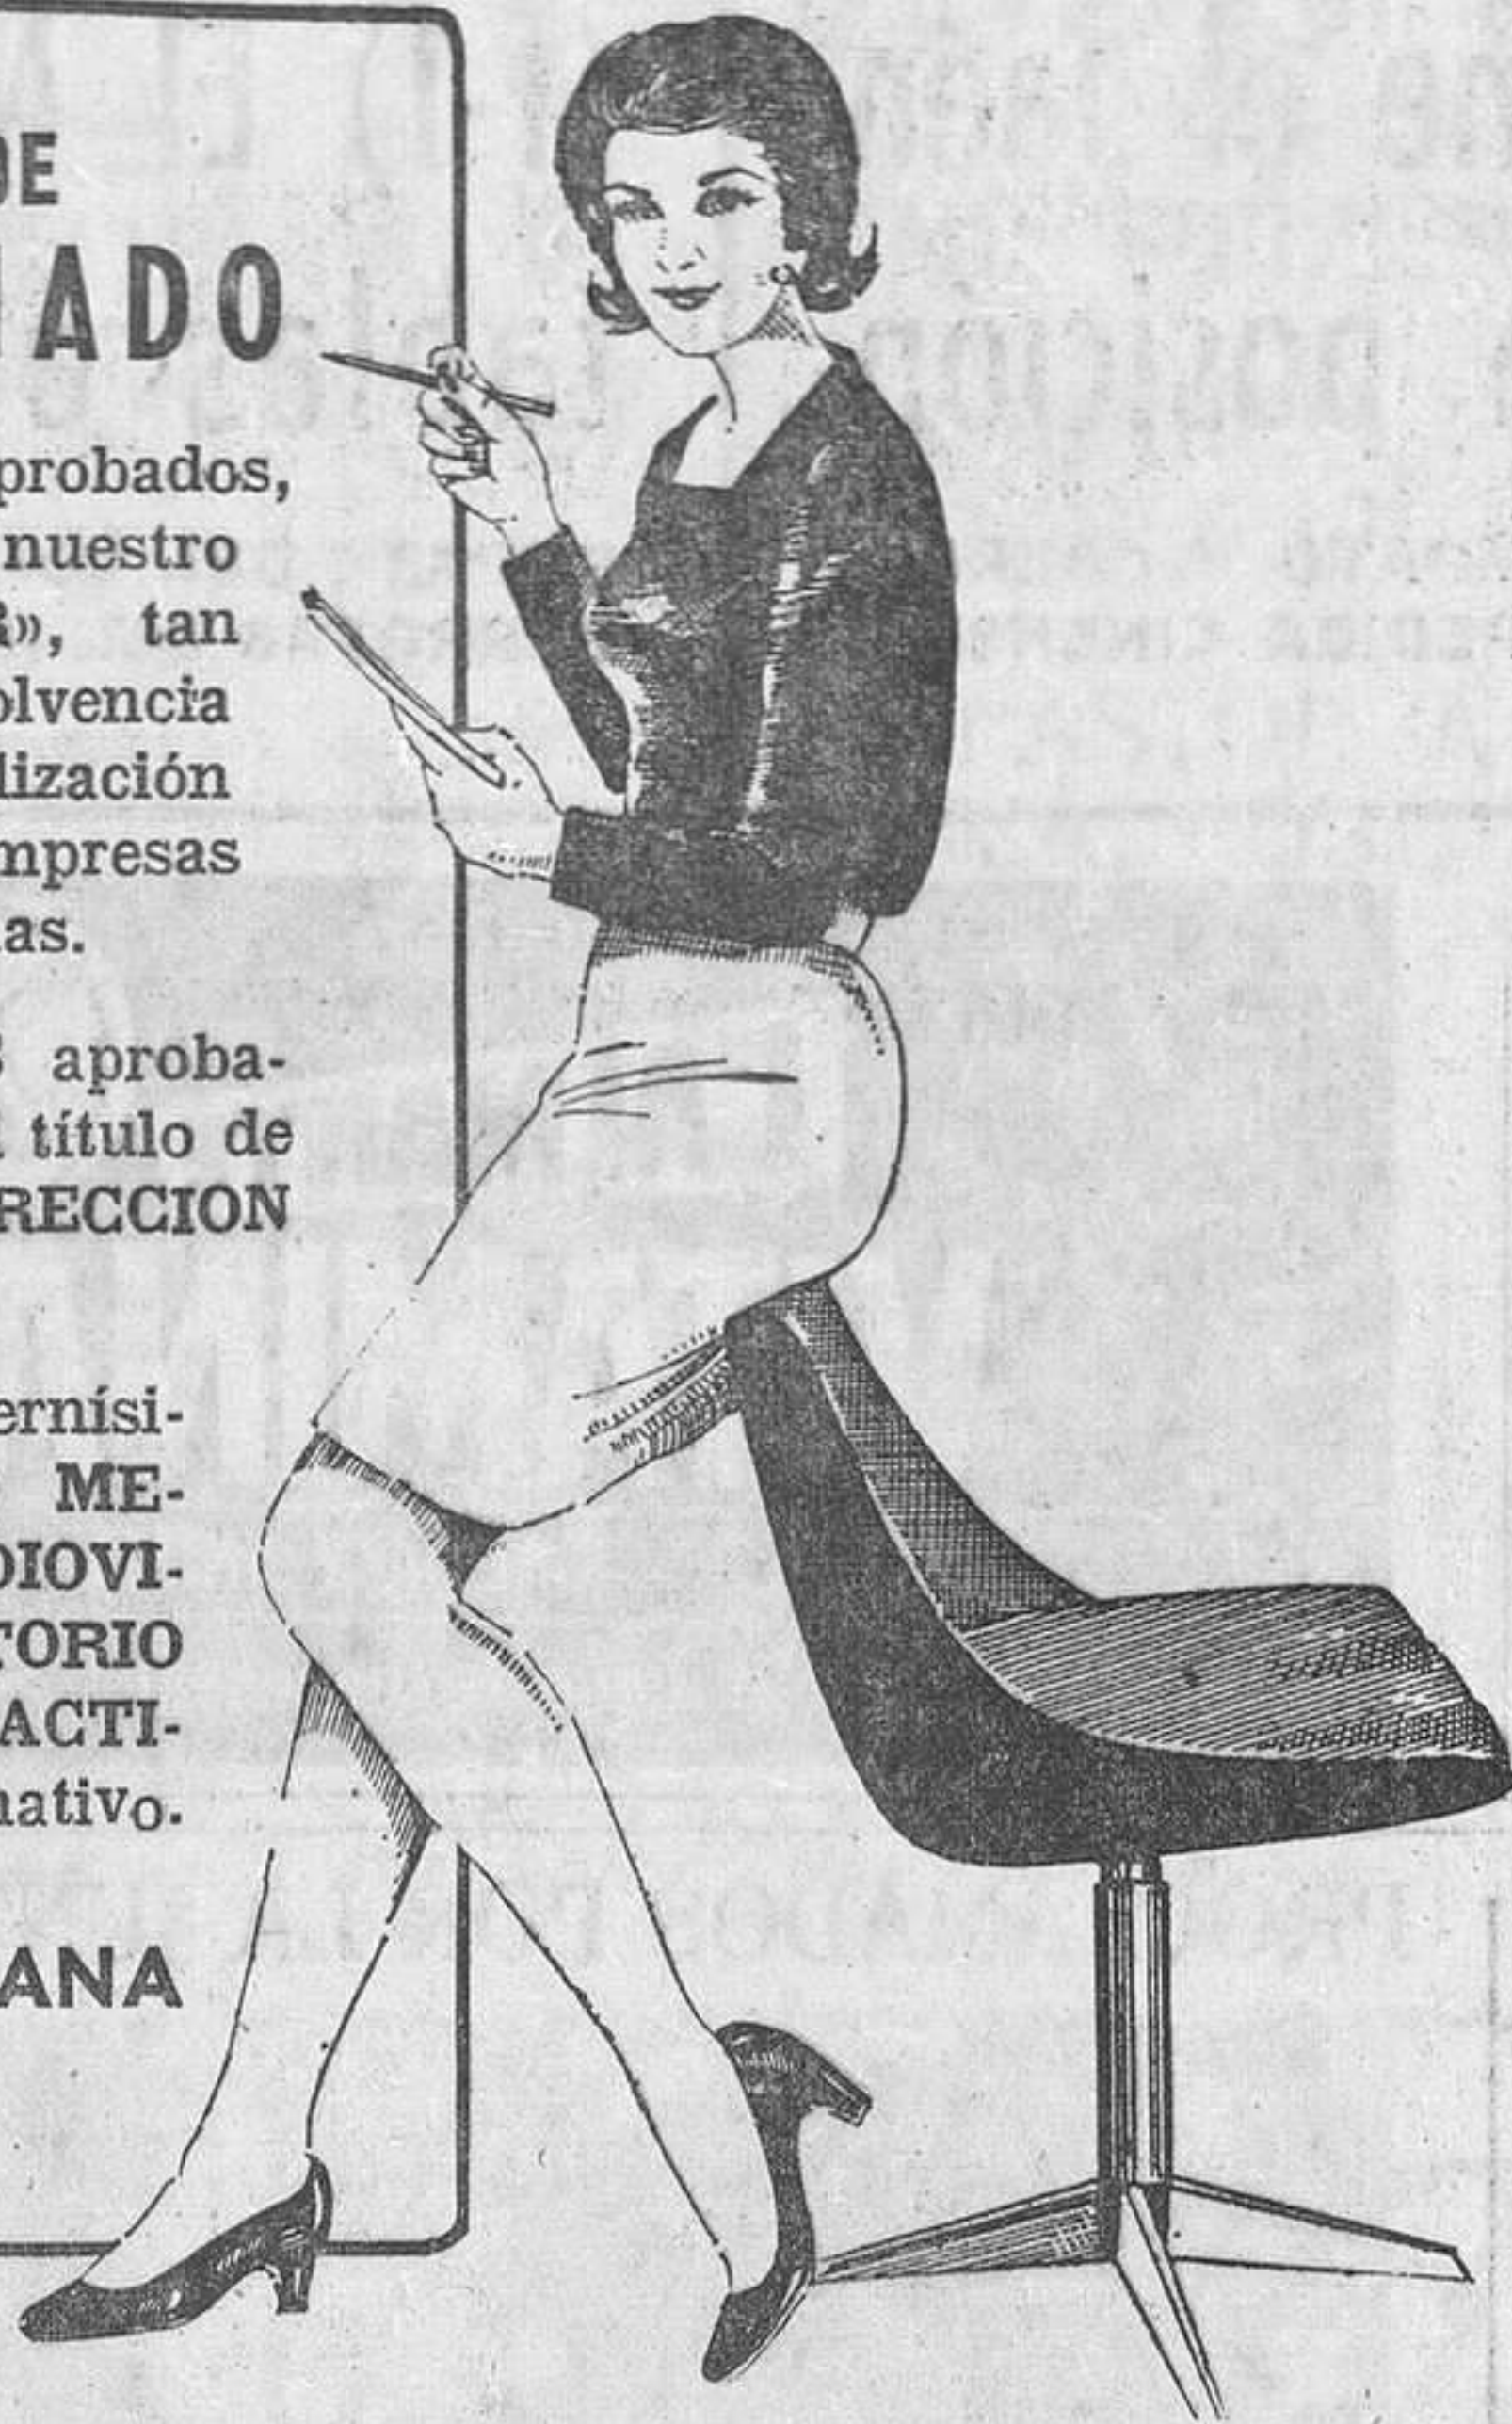 DE
IADO
probados,
nuestro
», tan
olvencia
lización
mpresas
as.
aproba-
título de
RECCION
ernísi-
ME-
DIOVI-
TORIO
ACTI-
nativo.
ANA